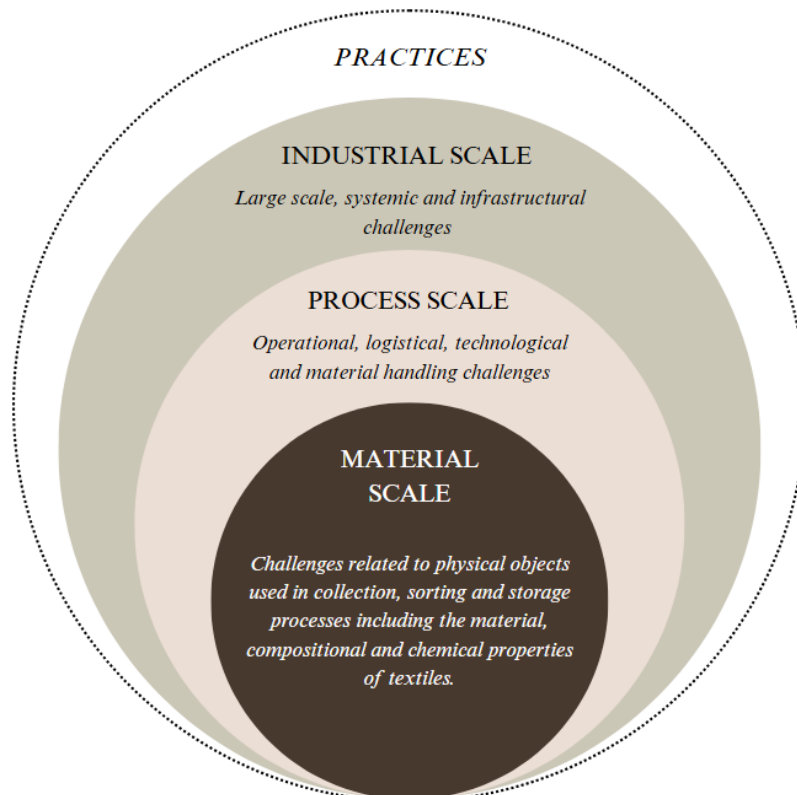 PRACTICES
INDUSTRIAL SCALE
Large scale, systemic and infrastructural
challenges
PROCESS SCALE
Operational, logistical, technological
and material handling challenges
MATERIAL
SCALE
Challenges related to physical objects
used in collection, sorting and storage
processes including the material,
compositional and chemical properties
of textiles.